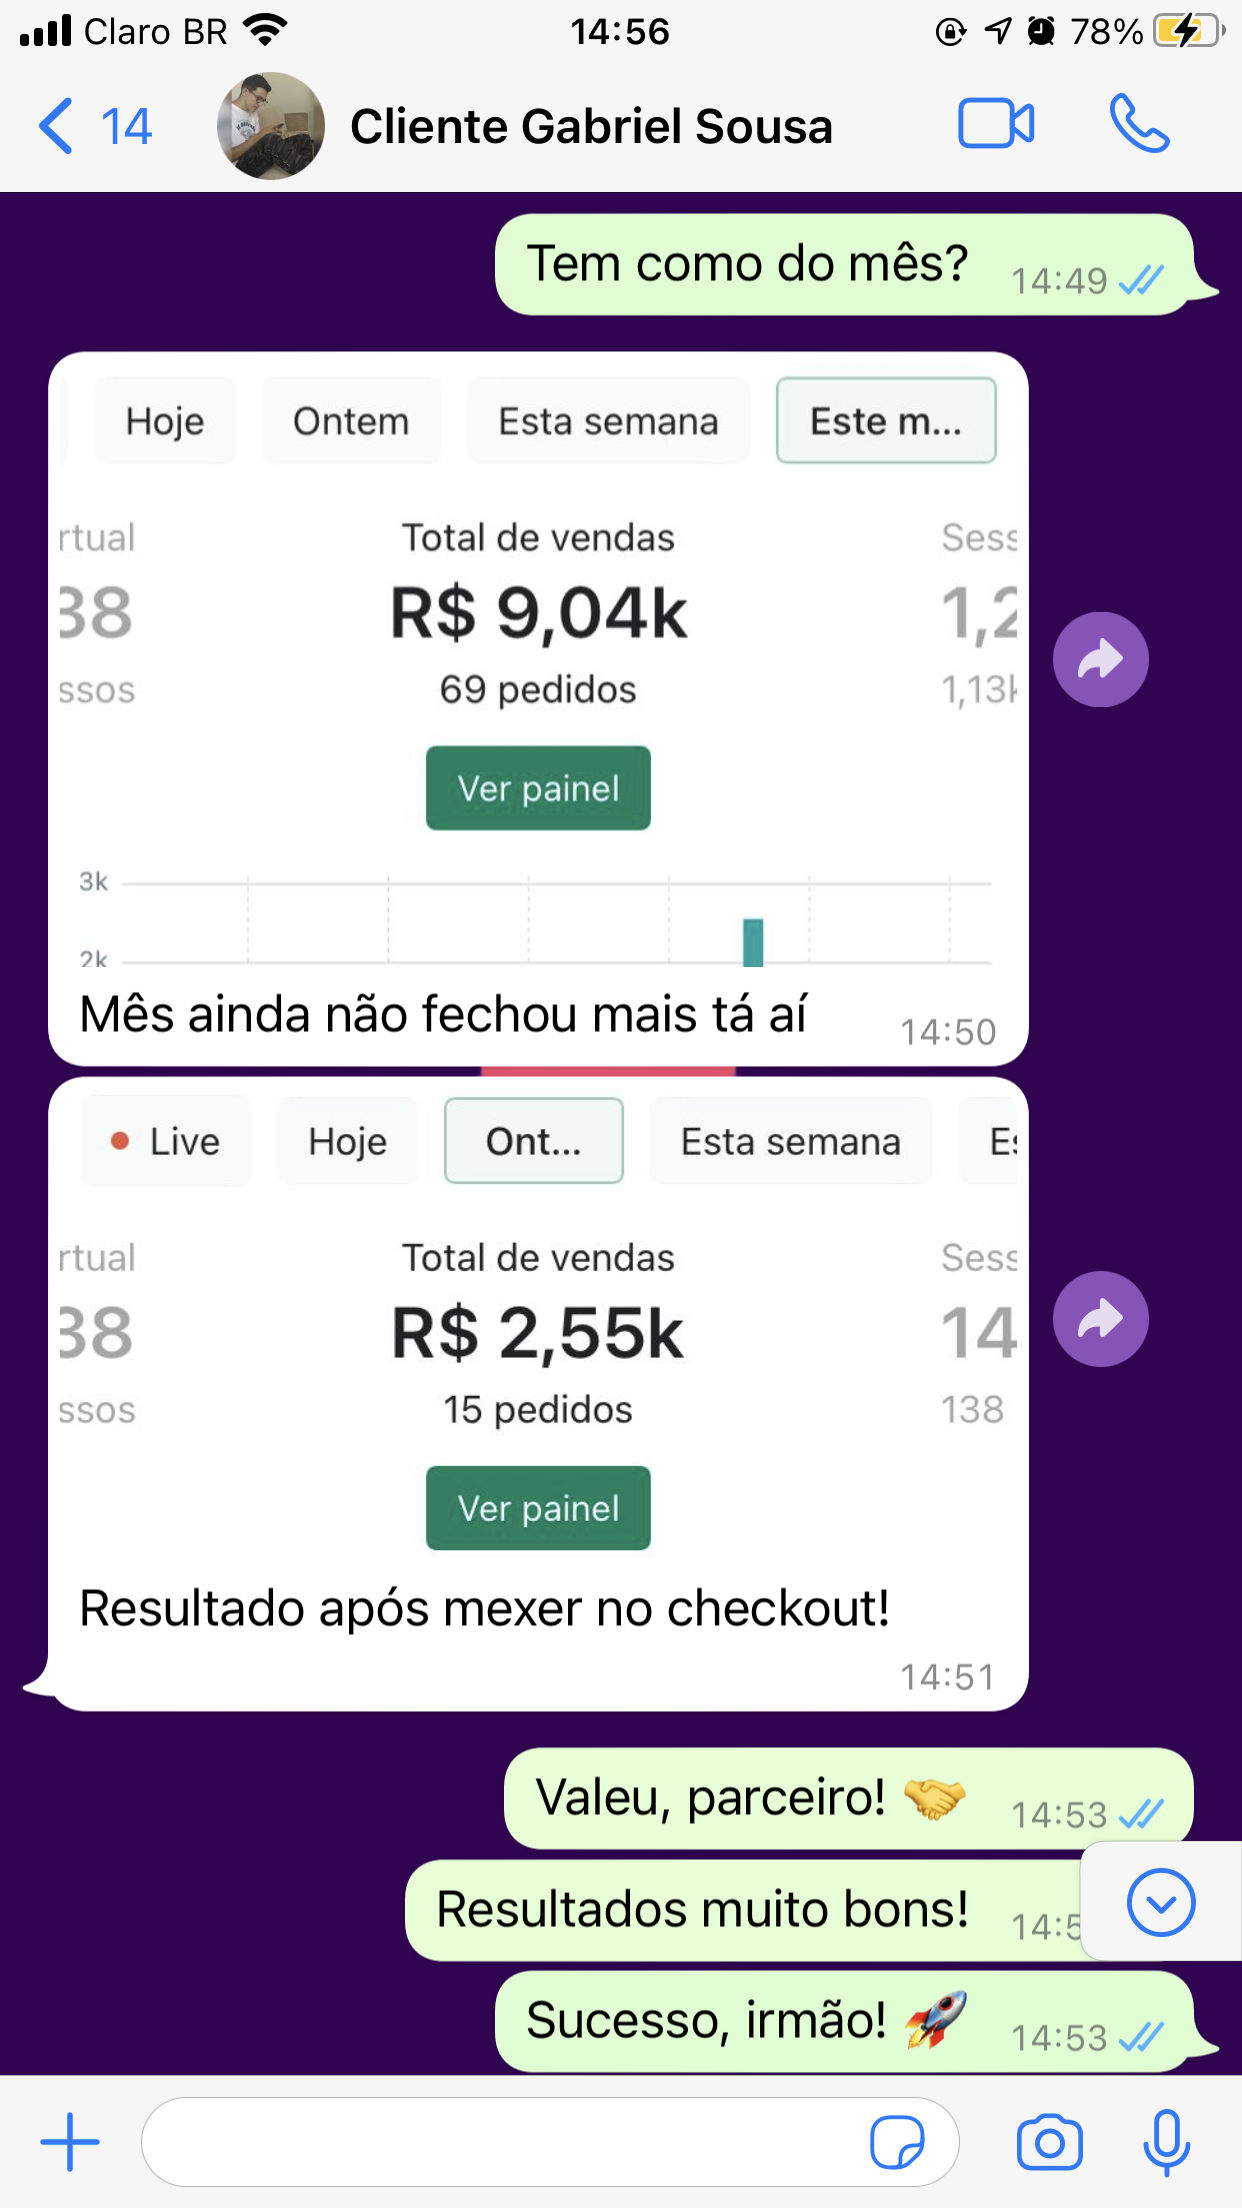 Claro BR 14:56 78%
14 Cliente Gabriel Sousa
Tem como do mês? 14:49
Hoje Ontem Esta semana Este m...
rtual Total de vendas Sess
38 R$ 9,04k 1,2
ssos 69 pedidos 1,13k
Ver painel
3k
2k
Mês ainda não fechou mais tá aí 14:50
Live Hoje Ont... Esta semana Es
rtual Total de vendas Sess
38 R$ 2,55k 14
ssos 15 pedidos 138
Ver painel
Resultado após mexer no checkout!
14:51
Valeu, parceiro! 🤝 14:53
Resultados muito bons! 14:5
Sucesso, irmão! 🚀 14:53